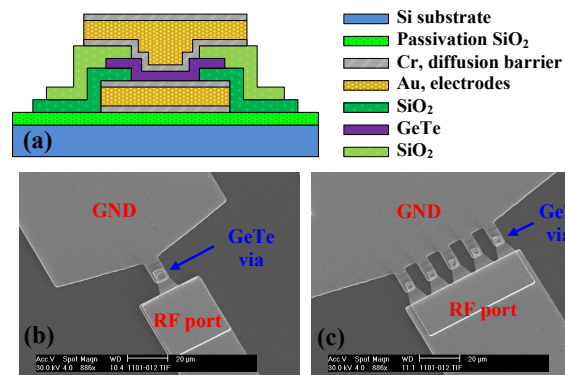 Si substrate
Passivation SiO₂
Cr, diffusion barrier
Au, electrodes
SiO₂
GeTe
SiO₂
(a)
GND
GeTe
via
RF port
(b)
Acc.V Spot Magn WD 20 µm
30.0 kV 4.0 886x 10.4 1101-012.TIF
GND
GeTe
via
RF port
(c)
Acc.V Spot Magn WD 20 µm
30.0 kV 4.0 886x 11.1 1101-012.TIF